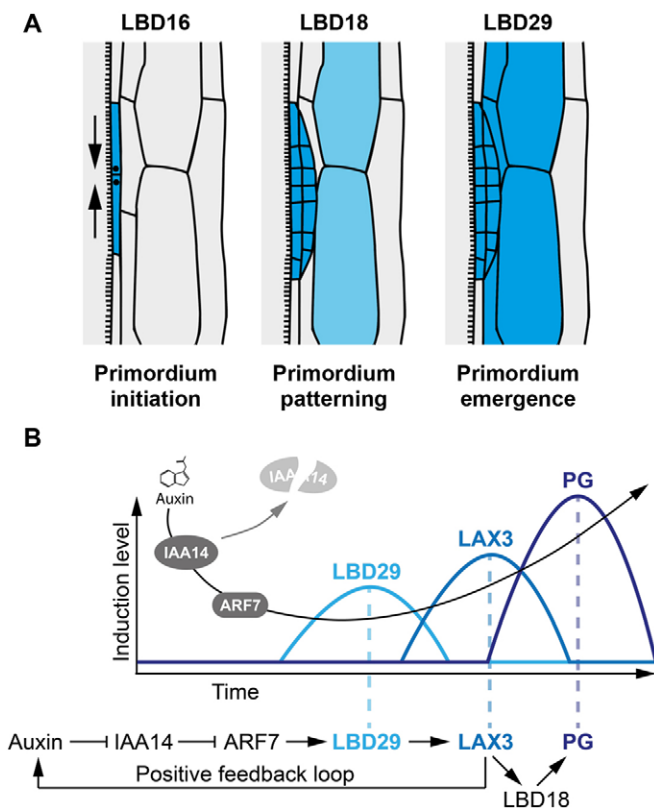 A
LBD16
LBD18
LBD29
Primordium
initiation
Primordium
patterning
Primordium
emergence
B
Induction level
Auxin
IAA14
IAA14
ARF7
LBD29
LAX3
PG
Time
Auxin IAA14 ARF7 LBD29 LAX3 PG
Positive feedback loop
LBD18